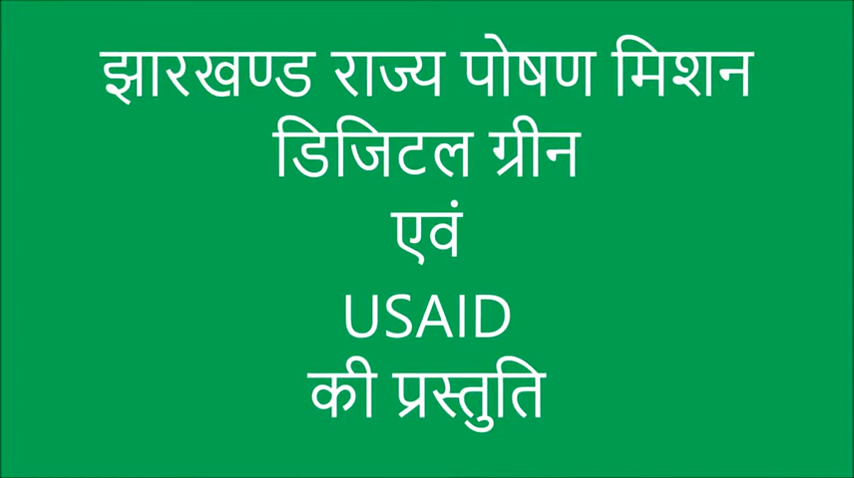 झारखण्ड राज्य पोषण मिशन
डिजिटल ग्रीन
एवं
USAID
की प्रस्तुति